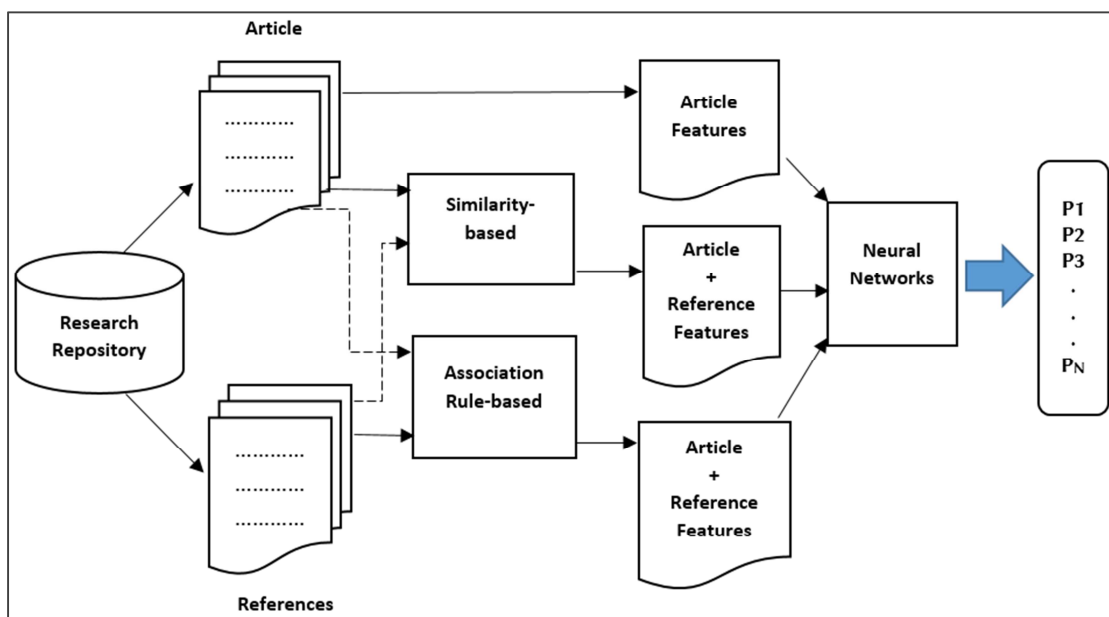 Article
............
............
............
Research
Repository
............
............
............
References
Similarity-
based
Association
Rule-based
Article
Features
Article
+
Reference
Features
Article
+
Reference
Features
Neural
Networks
P1
P2
P3
.
.
.
PN